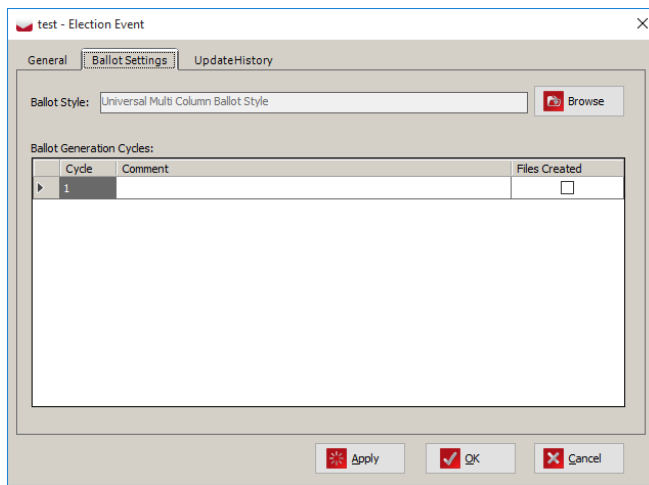 test - Election Event
General Ballot Settings UpdateHistory
Ballot Style: Universal Multi Column Ballot Style Browse
Ballot Generation Cycles:
Cycle Comment Files Created
1
Apply OK Cancel